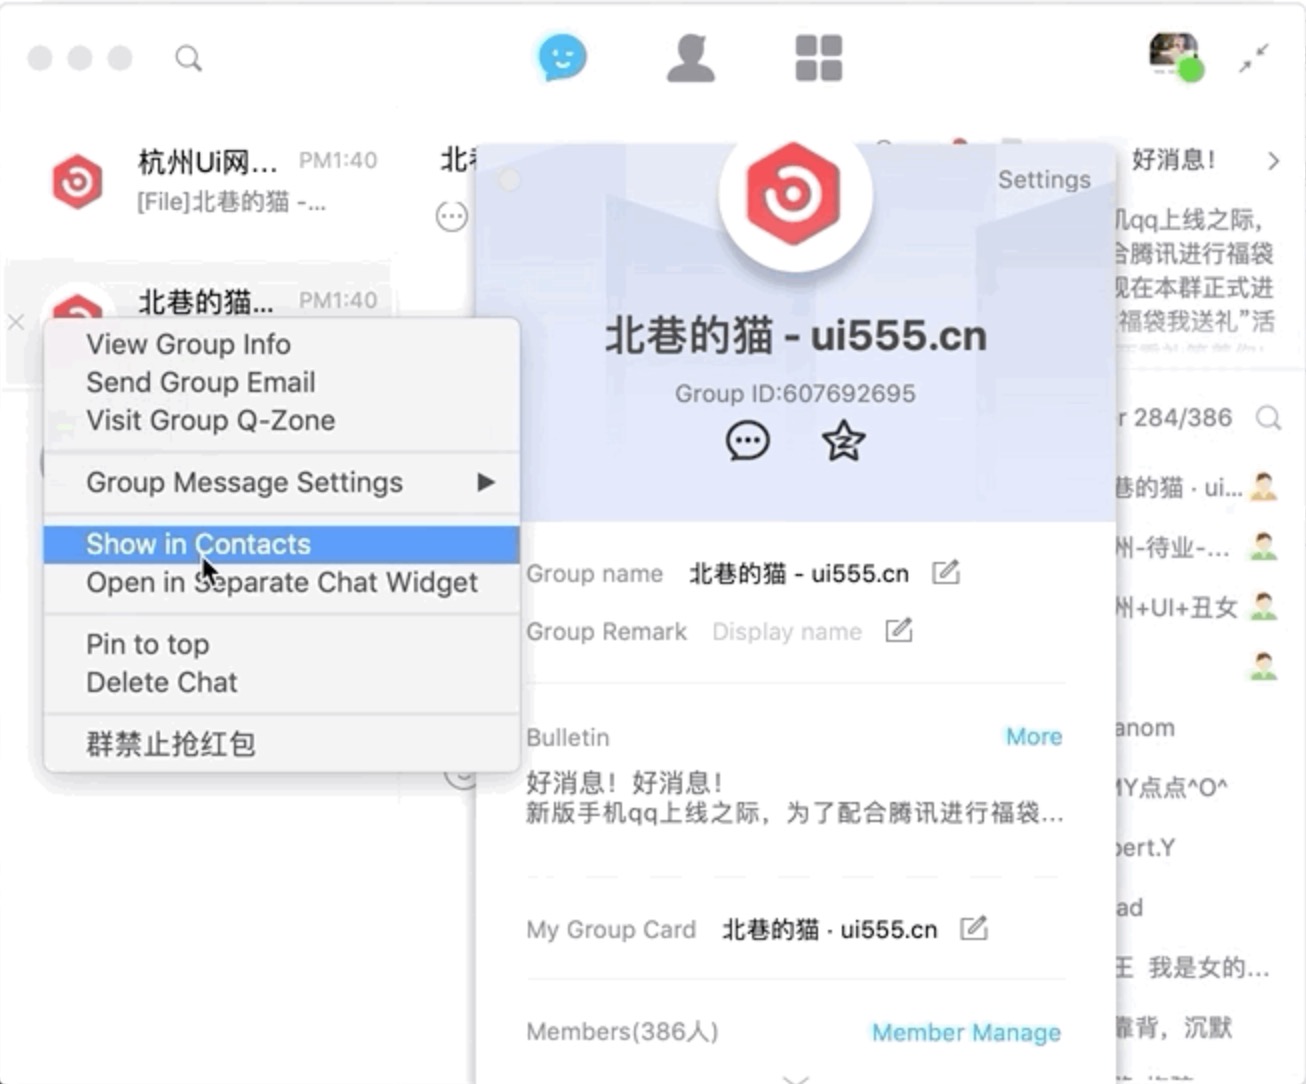 杭州Ui网... PM1:40
[File]北巷的猫 -...
北巷的猫... PM1:40
View Group Info
Send Group Email
Visit Group Q-Zone
Group Message Settings
Show in Contacts
Open in Separate Chat Widget
Pin to top
Delete Chat
群禁止抢红包
北
Settings
北巷的猫 - ui555.cn
Group ID:607692695
Group name 北巷的猫 - ui555.cn
Group Remark Display name
Bulletin More
好消息！好消息！
新版手机qq上线之际，为了配合腾讯进行福袋...
My Group Card 北巷的猫 · ui555.cn
Members(386人) Member Manage
好消息！
机qq上线之际，
合腾讯进行福袋
现在本群正式进
福袋我送礼”活
r 284/386
巷的猫 · ui...
州-待业-...
州+UI+丑女
anom
MY点点^O^
bert.Y
ad
王 我是女的...
靠背，沉默